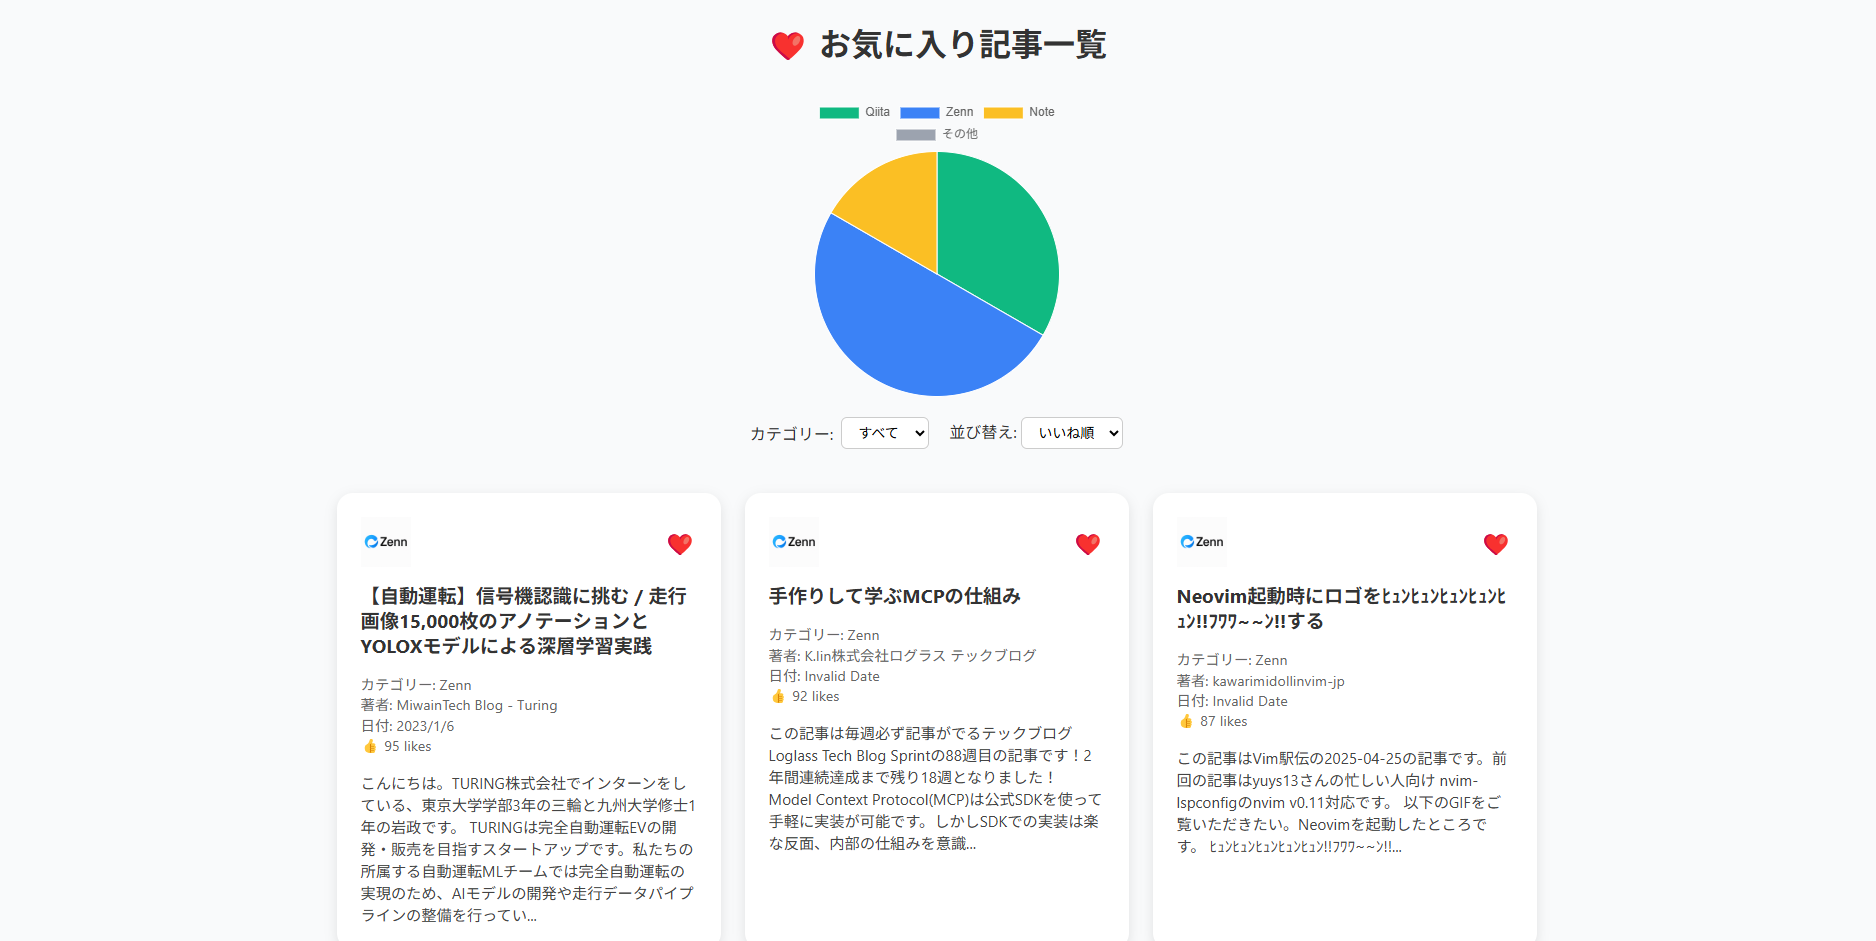 ❤️ お気に入り記事一覧
Qiita Zenn Note
その他
カテゴリー: すべて 並び替え: いいね順
Zenn
【自動運転】信号機認識に挑む / 走行
画像15,000枚のアノテーションと
YOLOXモデルによる深層学習実践
カテゴリー: Zenn
著者: MiwainTech Blog - Turing
日付: 2023/1/6
👍 95 likes
こんにちは。TURING株式会社でインターンをし
ている、東京大学学部3年の三輪と九州大学修士1
年の岩政です。 TURINGは完全自動運転EVの開
発・販売を目指すスタートアップです。私たちの
所属する自動運転MLチームでは完全自動運転の
実現のため、AIモデルの開発や走行データパイプ
ラインの整備を行ってい...
Zenn
手作りして学ぶMCPの仕組み
カテゴリー: Zenn
著者: K.lin株式会社ログラス テックブログ
日付: Invalid Date
👍 92 likes
この記事は毎週必ず記事がでるテックブログ
Loglass Tech Blog Sprintの88週目の記事です！2
年間連続達成まで残り18週となりました！
Model Context Protocol(MCP)は公式SDKを使って
手軽に実装が可能です。しかしSDKでの実装は楽
な反面、内部の仕組みを意識...
Zenn
Neovim起動時にロゴをﾋｭﾝﾋｭﾝﾋｭﾝﾋｭﾝﾋ
ｭﾝ!!ﾌﾜﾜ~~ﾝ!!する
カテゴリー: Zenn
著者: kawarimidollinvim-jp
日付: Invalid Date
👍 87 likes
この記事はVim駅伝の2025-04-25の記事です。前
回の記事はyuys13さんの忙しい人向け nvim-
lspconfigのnvim v0.11対応です。 以下のGIFをご
覧いただきたい。Neovimを起動したところで
す。 ﾋｭﾝﾋｭﾝﾋｭﾝﾋｭﾝﾋｭﾝ!!ﾌﾜﾜ~~ﾝ!!...